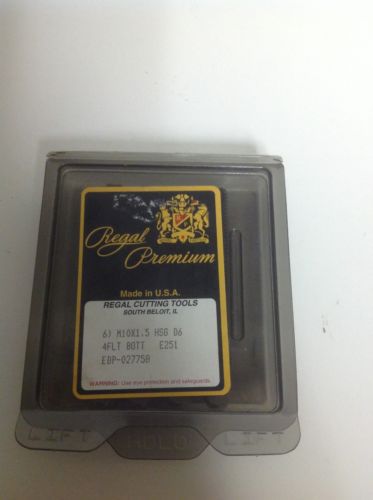 Regal
Premium
Made in U.S.A.
REGAL CUTTING TOOLS
SOUTH BELOIT, IL
6) M10X1.5 HSG D6
4FLT BOTT E251
EDP-027758
WARNING: Use eye protection and safeguards.
LIFT HOLD LIFT